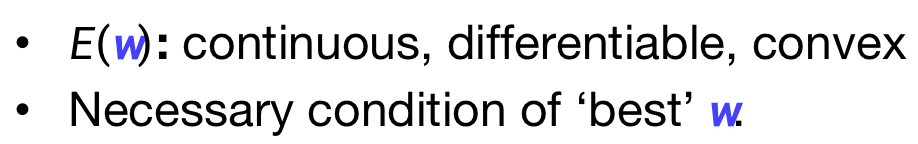 • E(w): continuous, differentiable, convex
• Necessary condition of ‘best’ w.